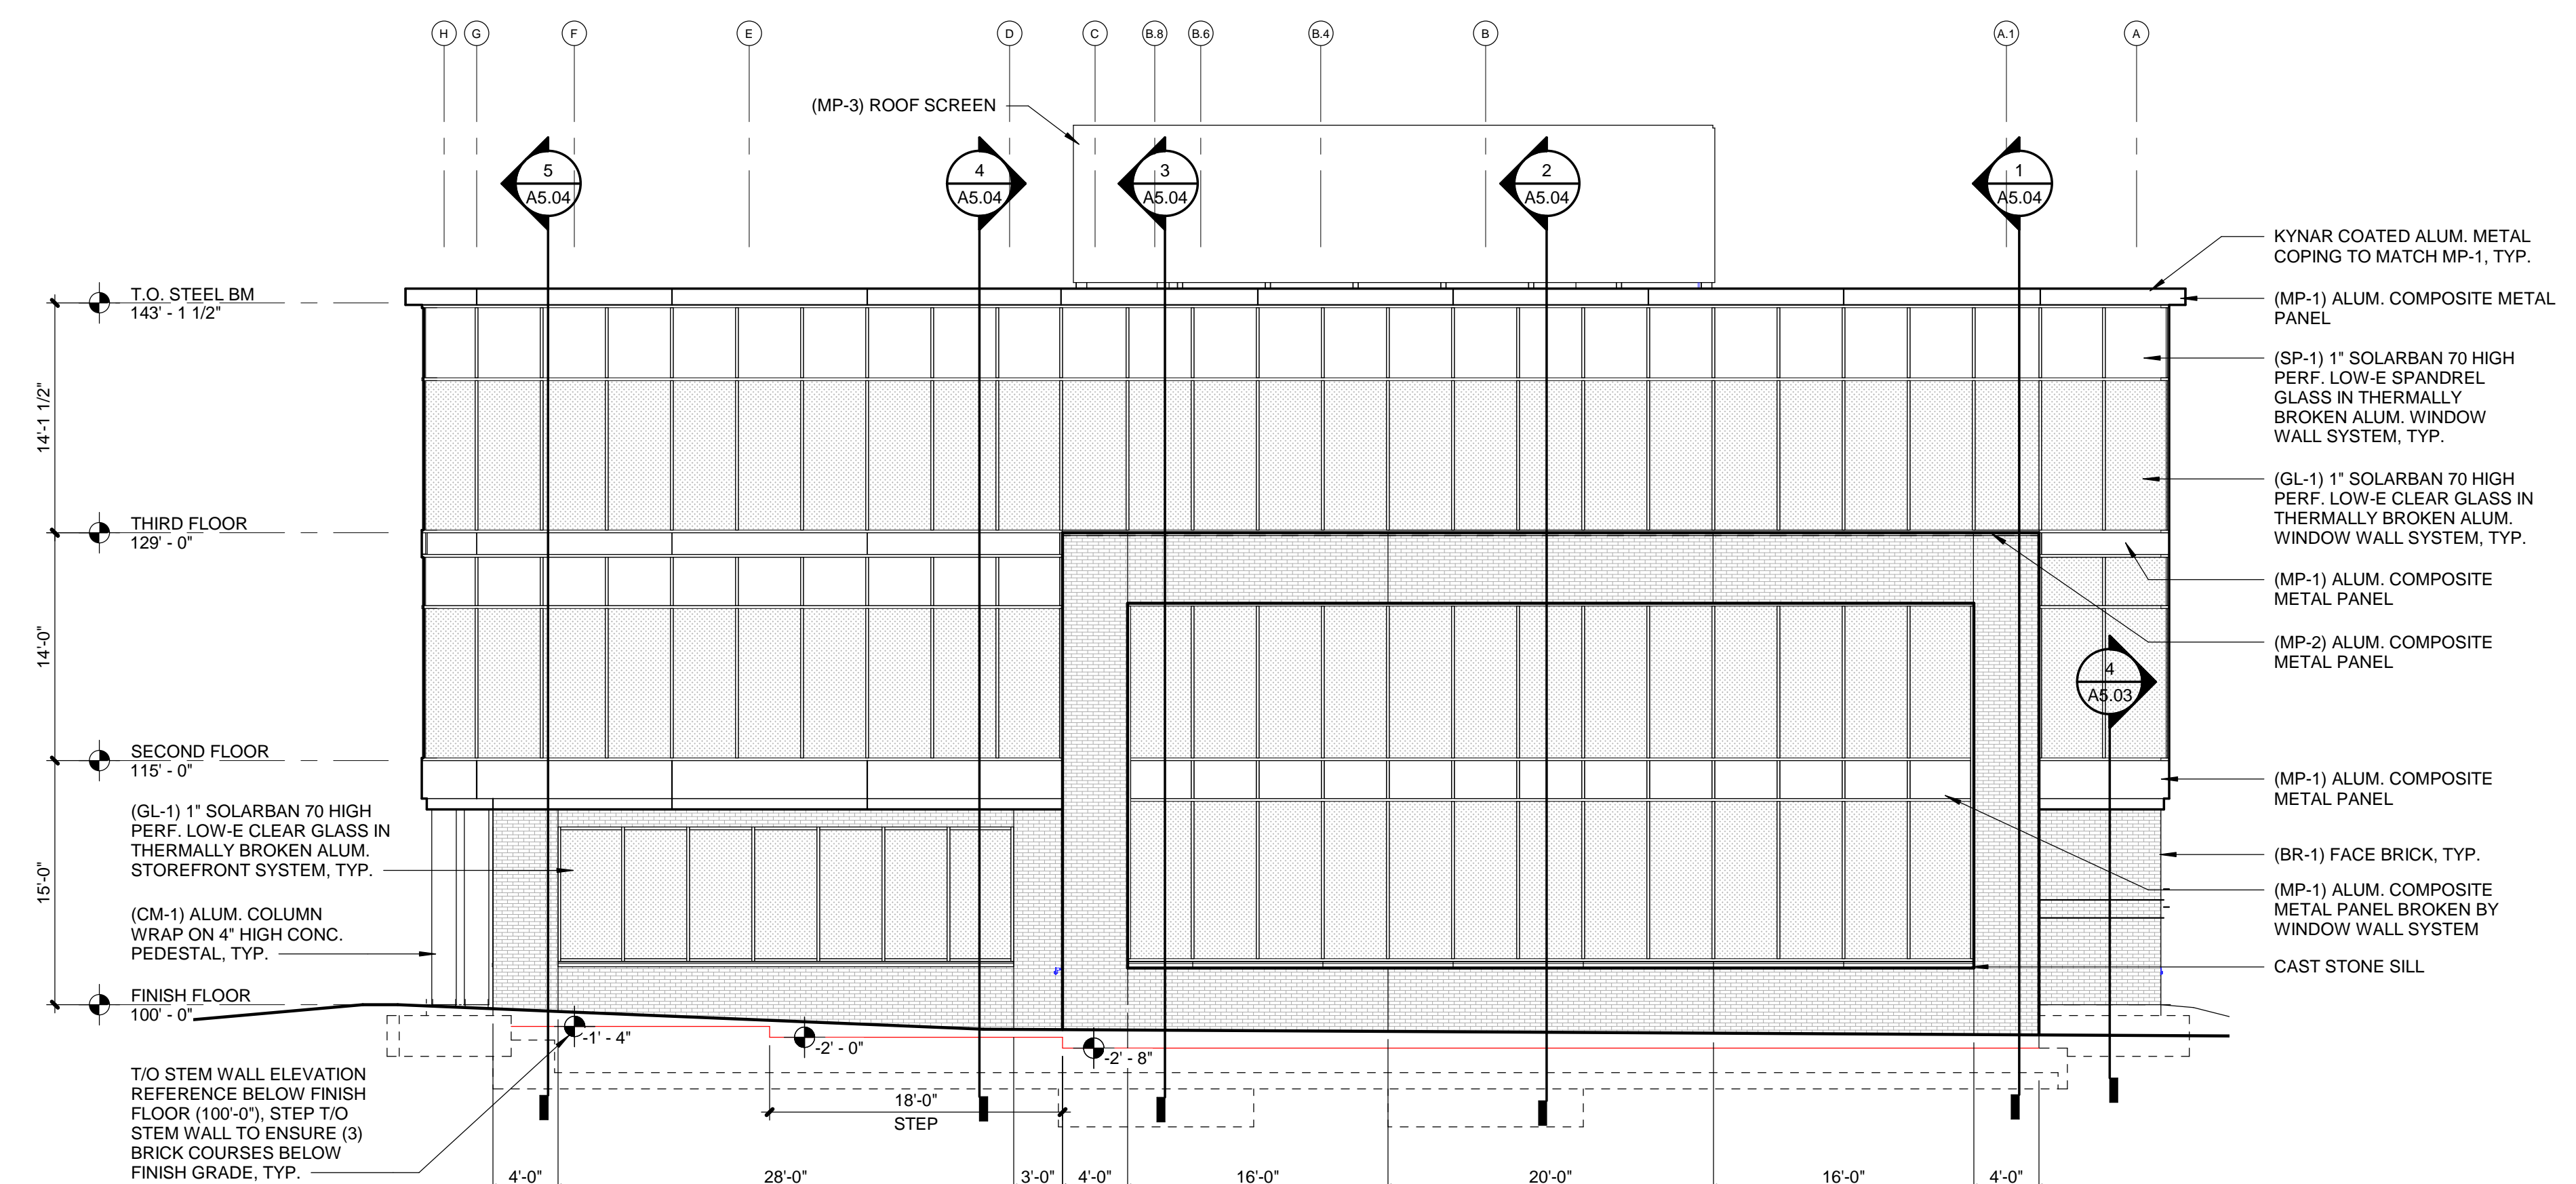 H G F E D C B.8 B.6 B.4 B A.1 A
(MP-3) ROOF SCREEN
5
A5.04
4
A5.04
3
A5.04
2
A5.04
1
A5.04
T.O. STEEL BM
143' - 1 1/2"
14'-1 1/2"
THIRD FLOOR
129' - 0"
14'-0"
SECOND FLOOR
115' - 0"
(GL-1) 1" SOLARBAN 70 HIGH
PERF. LOW-E CLEAR GLASS IN
THERMALLY BROKEN ALUM.
STOREFRONT SYSTEM, TYP.
15'-0"
(CM-1) ALUM. COLUMN
WRAP ON 4" HIGH CONC.
PEDESTAL, TYP.
FINISH FLOOR
100' - 0"
T/O STEM WALL ELEVATION
REFERENCE BELOW FINISH
FLOOR (100'-0"), STEP T/O
STEM WALL TO ENSURE (3)
BRICK COURSES BELOW
FINISH GRADE, TYP.
KYNAR COATED ALUM. METAL
COPING TO MATCH MP-1, TYP.
(MP-1) ALUM. COMPOSITE METAL
PANEL
(SP-1) 1" SOLARBAN 70 HIGH
PERF. LOW-E SPANDREL
GLASS IN THERMALLY
BROKEN ALUM. WINDOW
WALL SYSTEM, TYP.
(GL-1) 1" SOLARBAN 70 HIGH
PERF. LOW-E CLEAR GLASS IN
THERMALLY BROKEN ALUM.
WINDOW WALL SYSTEM, TYP.
(MP-1) ALUM. COMPOSITE
METAL PANEL
(MP-2) ALUM. COMPOSITE
METAL PANEL
4
A5.03
(MP-1) ALUM. COMPOSITE
METAL PANEL
(BR-1) FACE BRICK, TYP.
(MP-1) ALUM. COMPOSITE
METAL PANEL BROKEN BY
WINDOW WALL SYSTEM
CAST STONE SILL
-1' - 4"
-2' - 0"
-2' - 8"
18'-0"
STEP
4'-0" 28'-0" 3'-0" 4'-0" 16'-0" 20'-0" 16'-0" 4'-0"